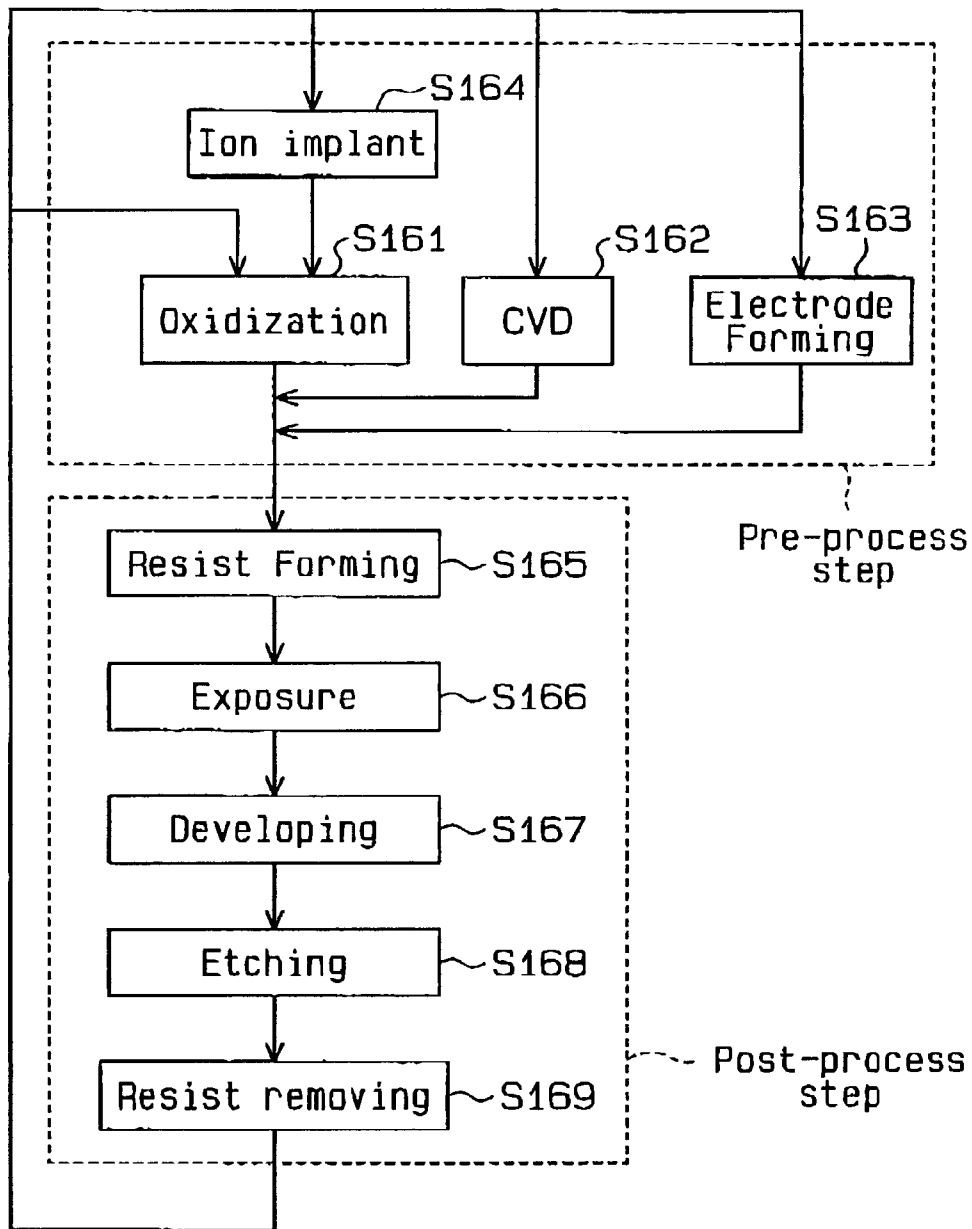 S164
Ion implant
S161
Oxidization
S162
CVD
S163
Electrode
Forming
Pre-process
step
Resist Forming
S165
Exposure
S166
Developing
S167
Etching
S168
Resist removing
S169
Post-process
step